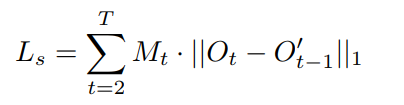 L_s = \sum_{t=2}^{T} M_t \cdot ||O_t - O'_{t-1}||_1